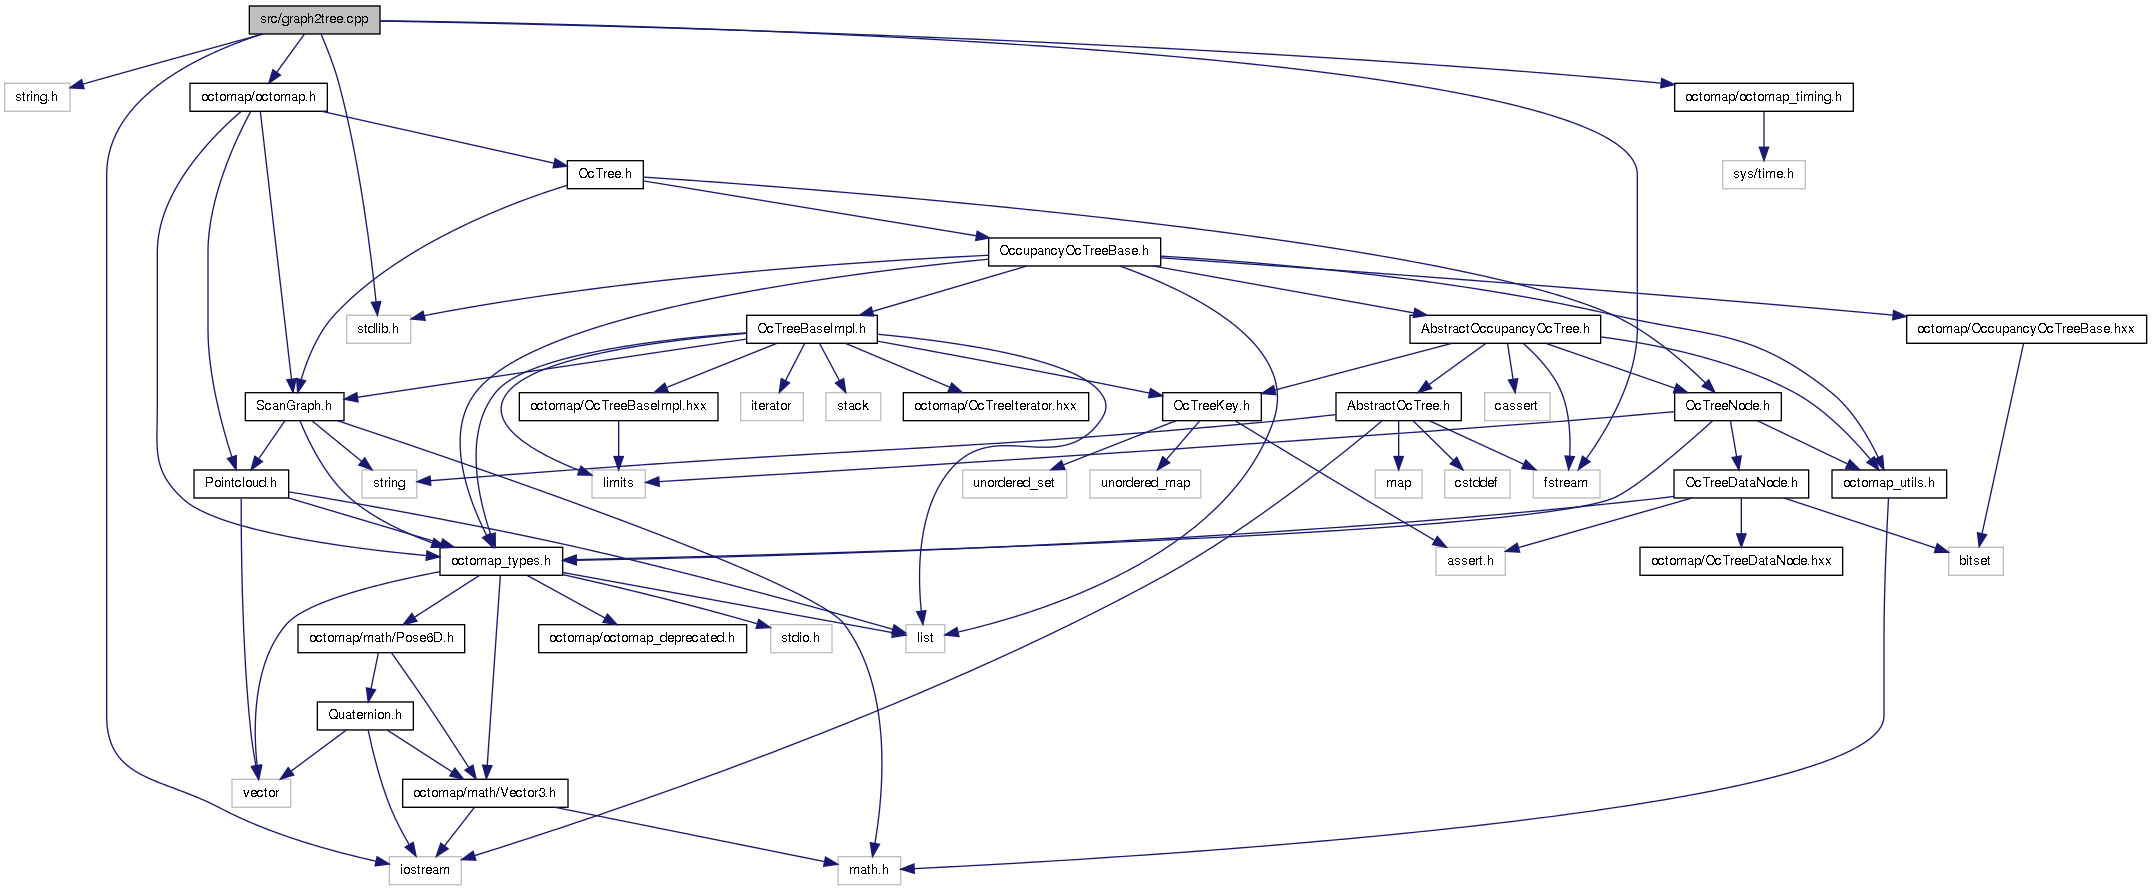 src/graph2tree.cpp
string.h
octomap/octomap.h
octomap/octomap_timing.h
OcTree.h
sys/time.h
OccupancyOcTreeBase.h
stdlib.h
OcTreeBaseImpl.h
AbstractOccupancyOcTree.h
octomap/OccupancyOcTreeBase.hxx
ScanGraph.h
octomap/OcTreeBaseImpl.hxx
iterator
stack
octomap/OcTreeIterator.hxx
OcTreeKey.h
AbstractOcTree.h
cassert
OcTreeNode.h
Pointcloud.h
string
limits
unordered_set
unordered_map
map
cstddef
fstream
OcTreeDataNode.h
octomap_utils.h
octomap_types.h
assert.h
octomap/OcTreeDataNode.hxx
bitset
octomap/math/Pose6D.h
octomap/octomap_deprecated.h
stdio.h
list
Quaternion.h
vector
octomap/math/Vector3.h
iostream
math.h